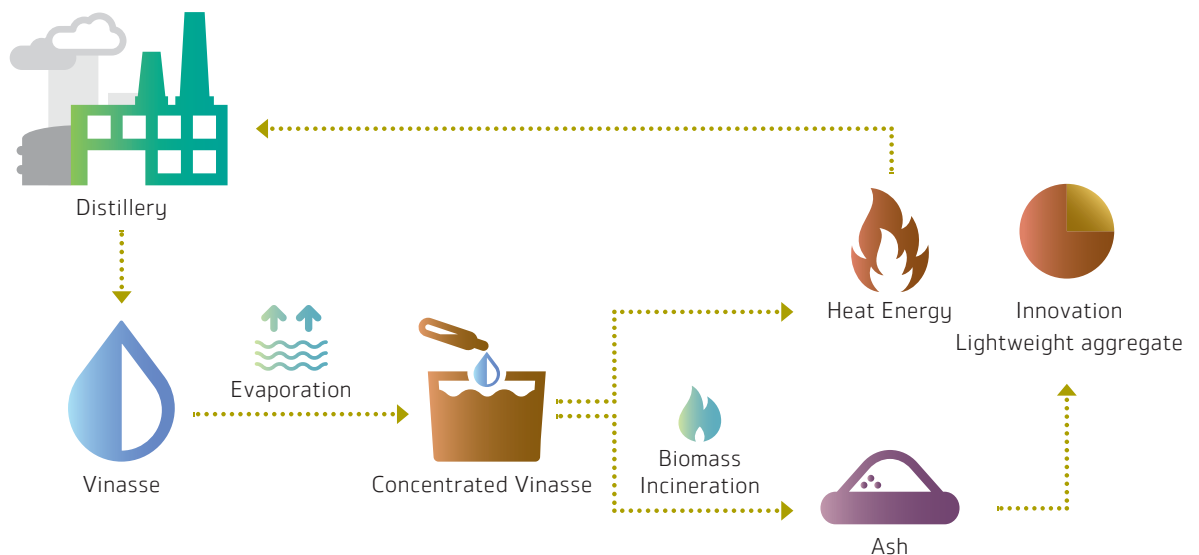 Distillery
Heat Energy
Innovation
Lightweight aggregate
Evaporation
Vinasse
Concentrated Vinasse
Biomass
Incineration
Ash